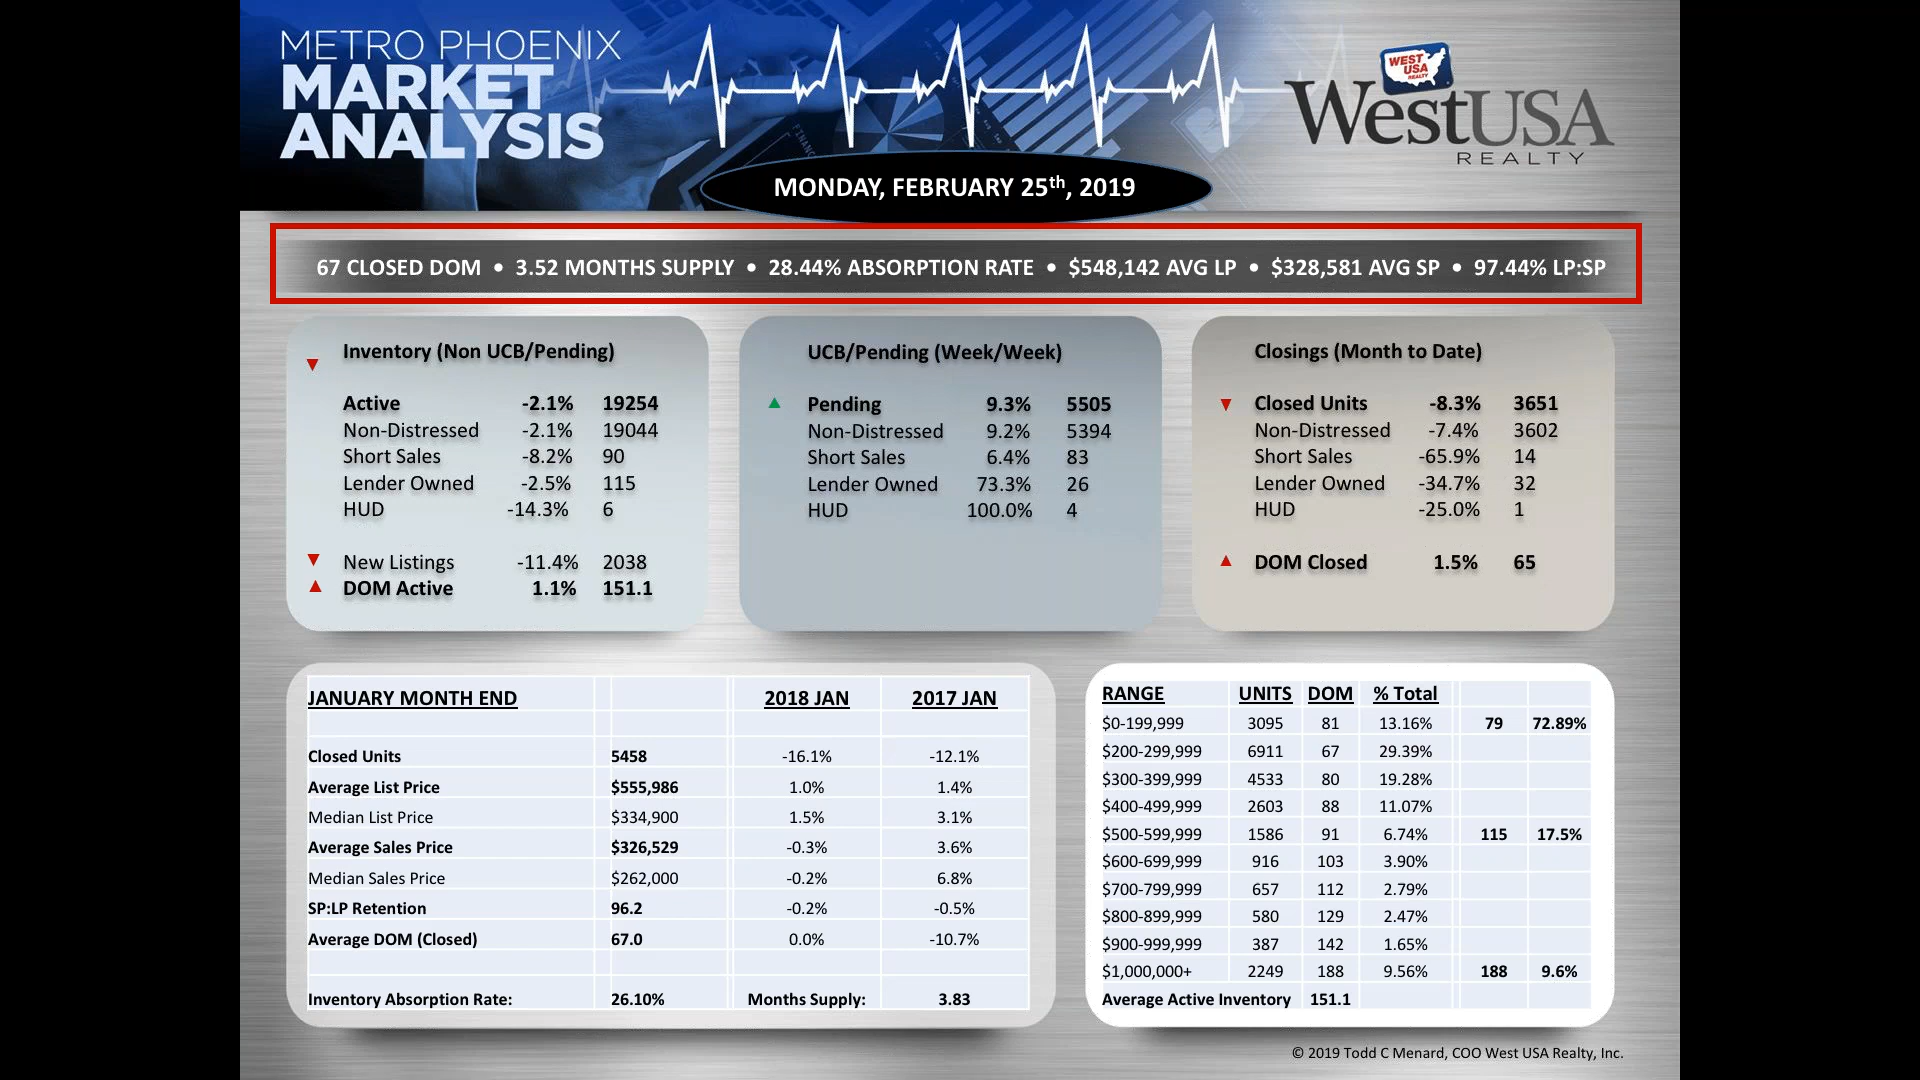 METRO PHOENIX
MARKET
ANALYSIS
WEST
USA
REALTY
WestUSA
REALTY
MONDAY, FEBRUARY 25th, 2019
67 CLOSED DOM • 3.52 MONTHS SUPPLY • 28.44% ABSORPTION RATE • $548,142 AVG LP • $328,581 AVG SP • 97.44% LP:SP
Inventory (Non UCB/Pending)
Active -2.1% 19254
Non-Distressed -2.1% 19044
Short Sales -8.2% 90
Lender Owned -2.5% 115
HUD -14.3% 6
New Listings -11.4% 2038
DOM Active 1.1% 151.1
UCB/Pending (Week/Week)
Pending 9.3% 5505
Non-Distressed 9.2% 5394
Short Sales 6.4% 83
Lender Owned 73.3% 26
HUD 100.0% 4
Closings (Month to Date)
Closed Units -8.3% 3651
Non-Distressed -7.4% 3602
Short Sales -65.9% 14
Lender Owned -34.7% 32
HUD -25.0% 1
DOM Closed 1.5% 65
JANUARY MONTH END 2018 JAN 2017 JAN
Closed Units 5458 -16.1% -12.1%
Average List Price $555,986 1.0% 1.4%
Median List Price $334,900 1.5% 3.1%
Average Sales Price $326,529 -0.3% 3.6%
Median Sales Price $262,000 -0.2% 6.8%
SP:LP Retention 96.2 -0.2% -0.5%
Average DOM (Closed) 67.0 0.0% -10.7%
Inventory Absorption Rate: 26.10% Months Supply: 3.83
RANGE UNITS DOM % Total
$0-199,999 3095 81 13.16% 79 72.89%
$200-299,999 6911 67 29.39%
$300-399,999 4533 80 19.28%
$400-499,999 2603 88 11.07%
$500-599,999 1586 91 6.74% 115 17.5%
$600-699,999 916 103 3.90%
$700-799,999 657 112 2.79%
$800-899,999 580 129 2.47%
$900-999,999 387 142 1.65%
$1,000,000+ 2249 188 9.56% 188 9.6%
Average Active Inventory 151.1
© 2019 Todd C Menard, COO West USA Realty, Inc.